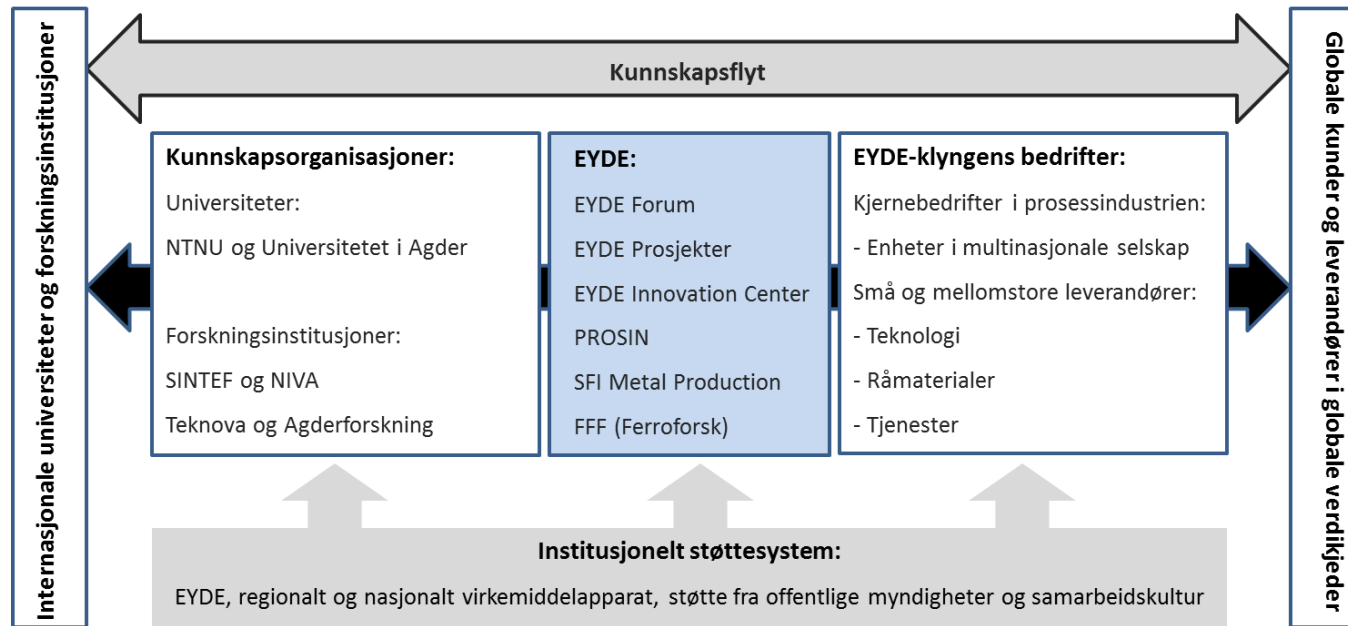 Internasjonale universiteter og forskningsinstitusjoner
Kunnskapsflyt
Kunnskapsorganisasjoner:
Universiteter:
NTNU og Universitetet i Agder
Forskningsinstitusjoner:
SINTEF og NIVA
Teknova og Agderforskning
EYDE:
EYDE Forum
EYDE Prosjekter
EYDE Innovation Center
PROSIN
SFI Metal Production
FFF (Ferroforsk)
EYDE-klyngens bedrifter:
Kjernebedrifter i prosessindustrien:
- Enheter i multinasjonale selskap
Små og mellomstore leverandører:
- Teknologi
- Råmaterialer
- Tjenester
Globale kunder og leverandører i globale verdikjeder
Institusjonelt støttesystem:
EYDE, regionalt og nasjonalt virkemiddelapparat, støtte fra offentlige myndigheter og samarbeidskultur